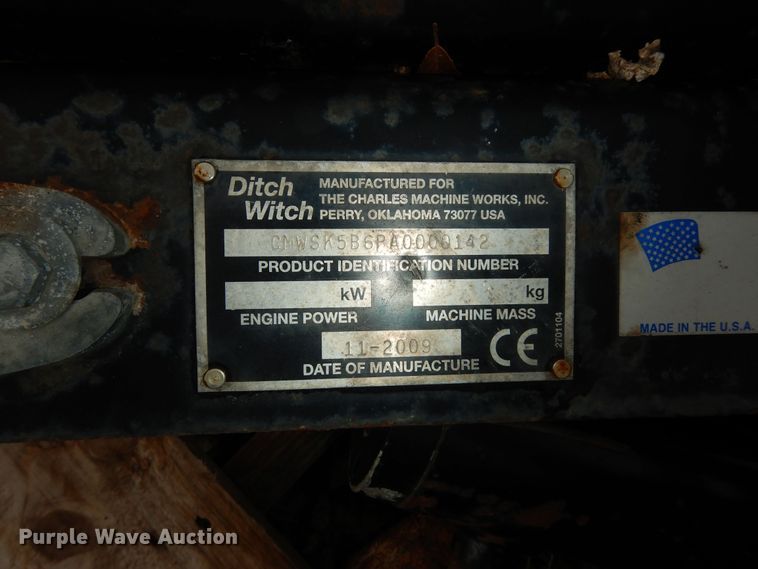 Ditch
Witch
MANUFACTURED FOR
THE CHARLES MACHINE WORKS, INC.
PERRY, OKLAHOMA 73077 USA
CMWSK5B6PA0000142
PRODUCT IDENTIFICATION NUMBER
kW
kg
ENGINE POWER
MACHINE MASS
11-2009
CE
2701104
DATE OF MANUFACTURE
MADE IN THE U.S.A.
Purple Wave Auction